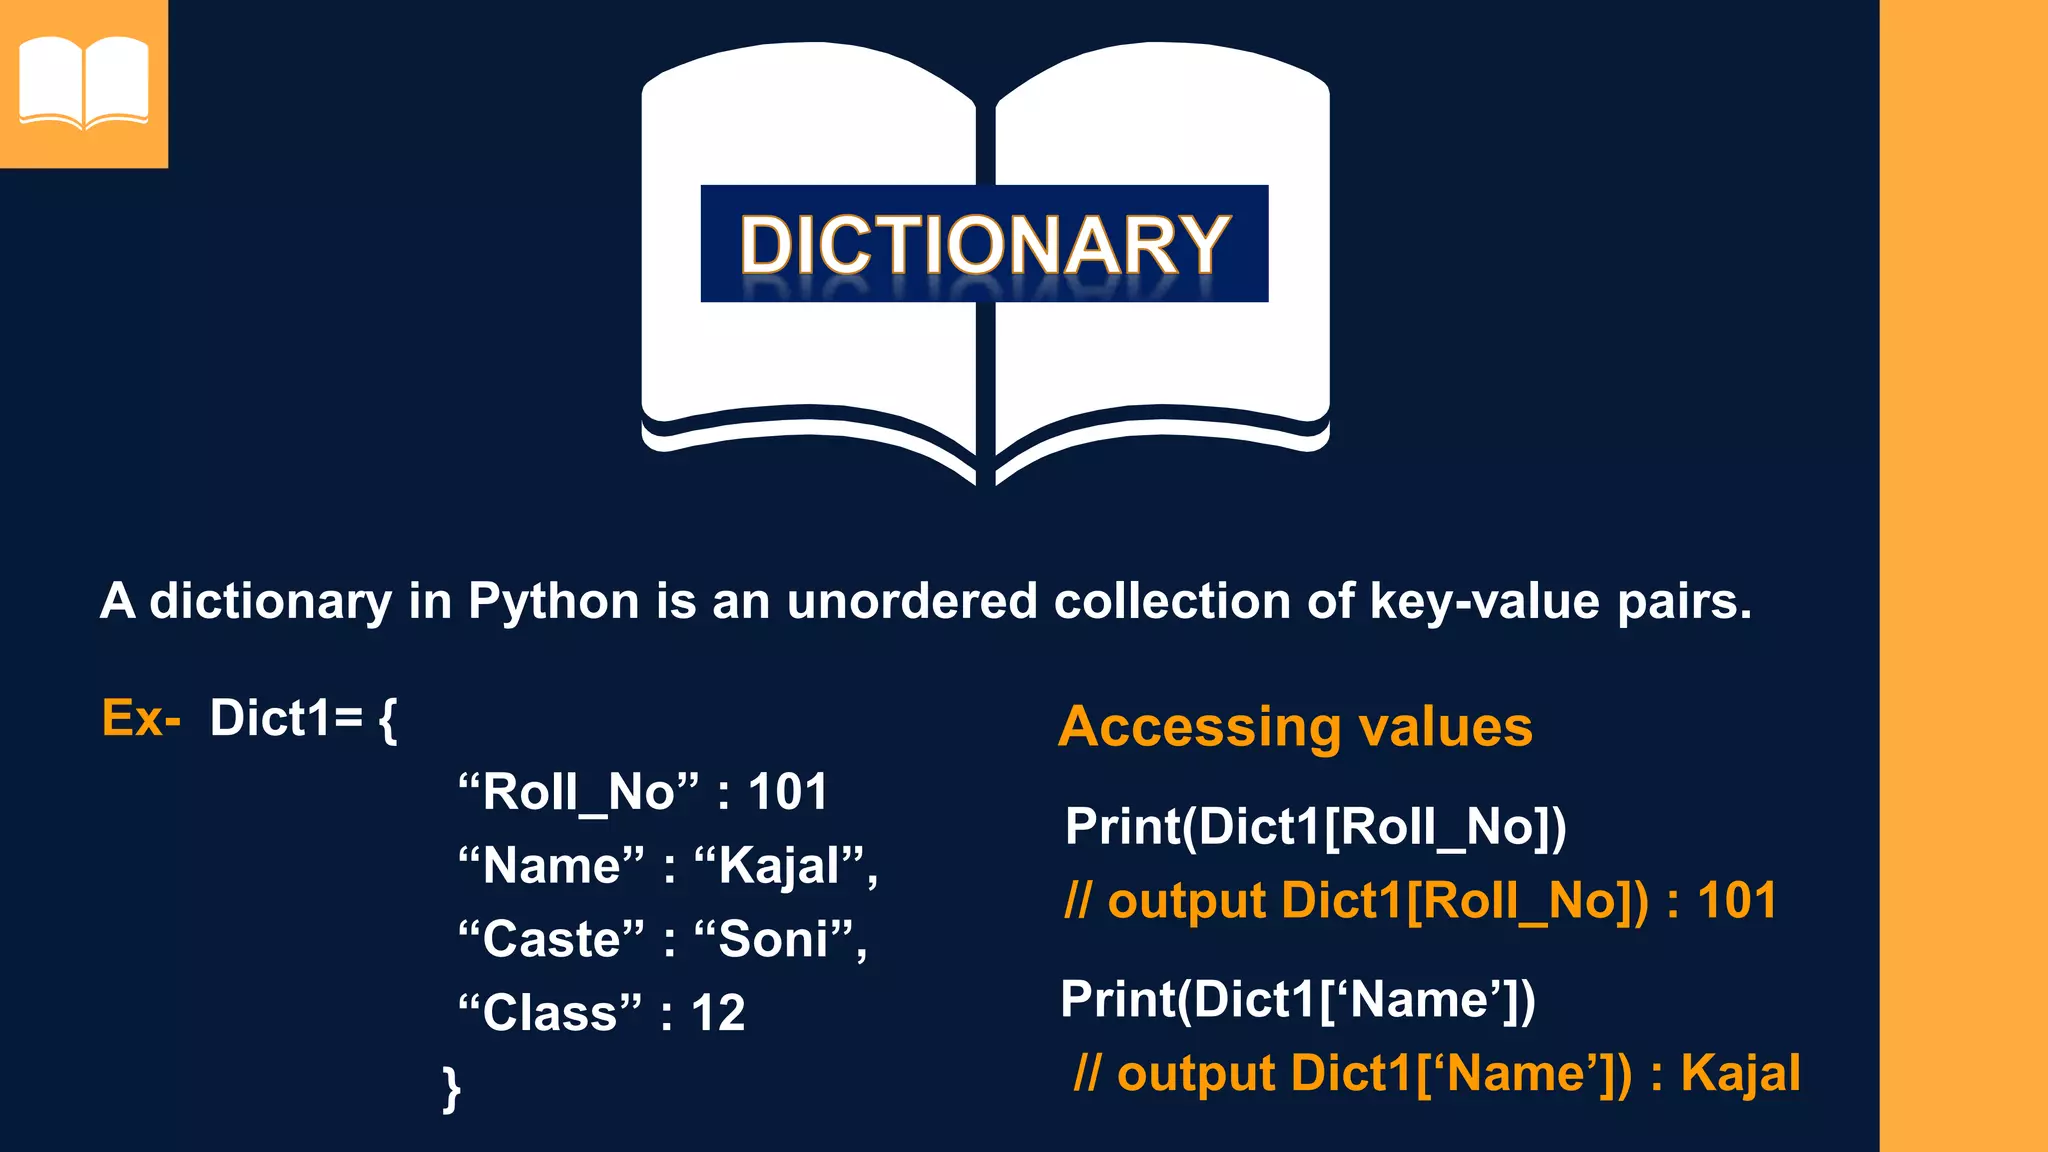 DICTIONARY
A dictionary in Python is an unordered collection of key-value pairs.
Ex- Dict1= {
“Roll_No” : 101
“Name” : “Kajal”,
“Caste” : “Soni”,
“Class” : 12
}
Accessing values
Print(Dict1[Roll_No])
// output Dict1[Roll_No]) : 101
Print(Dict1[‘Name’])
// output Dict1[‘Name’]) : Kajal